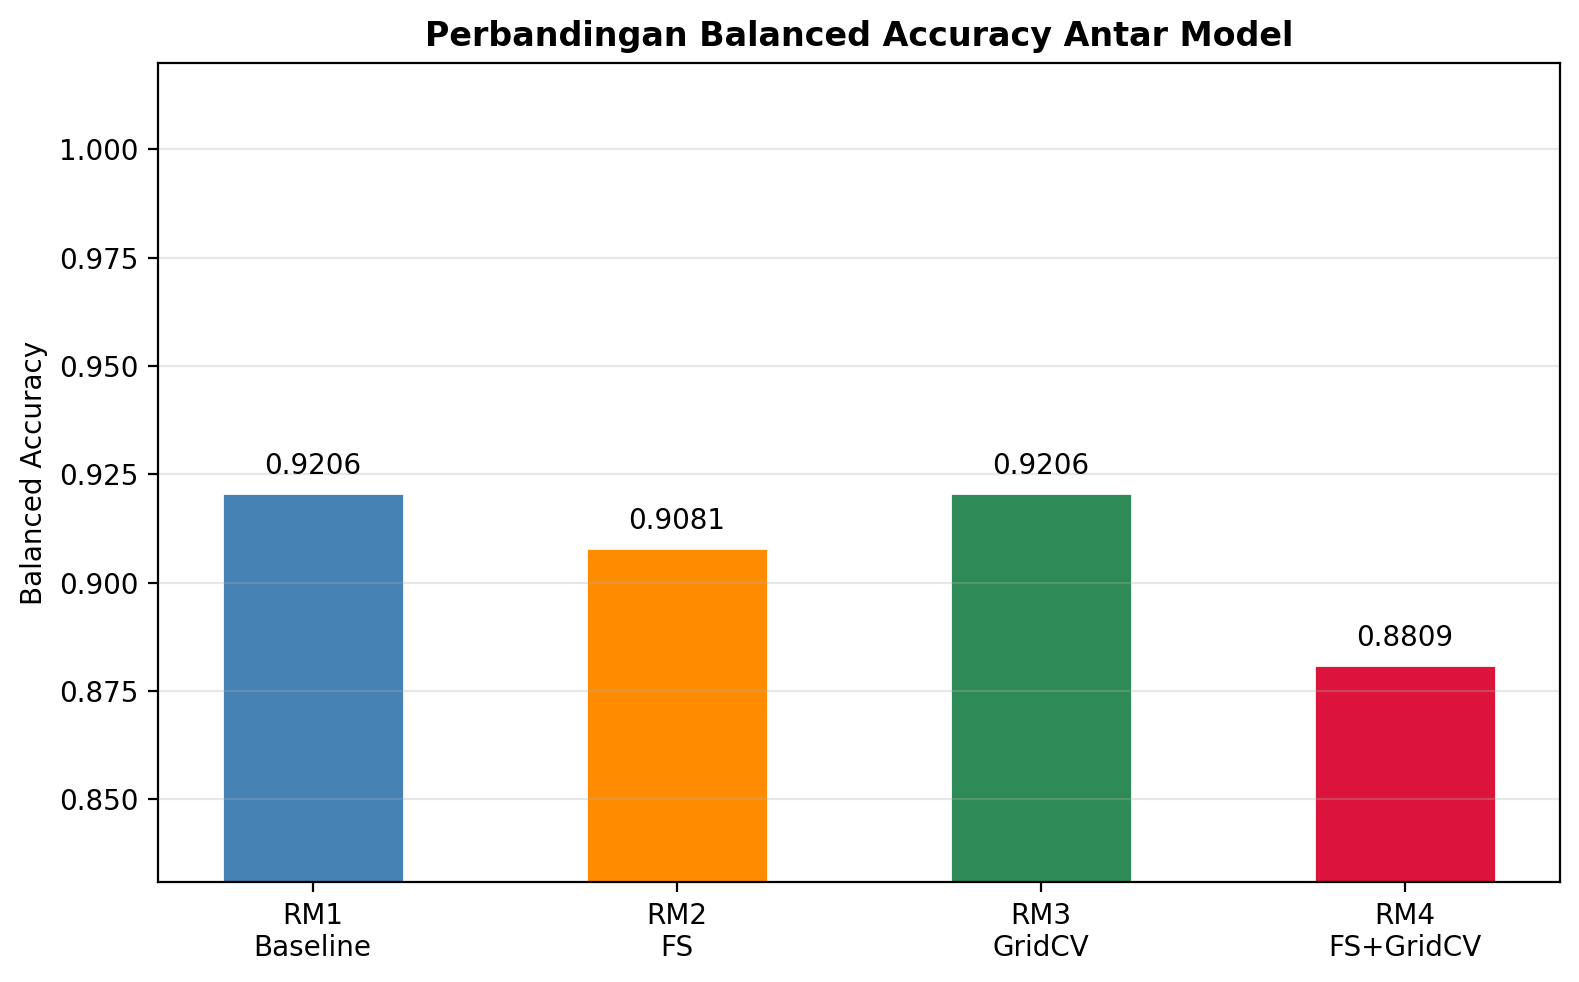 Perbandingan Balanced Accuracy Antar Model
Balanced Accuracy
1.000
0.975
0.950
0.925
0.900
0.875
0.850
0.9206
0.9081
0.9206
0.8809
RM1
Baseline
RM2
FS
RM3
GridCV
RM4
FS+GridCV